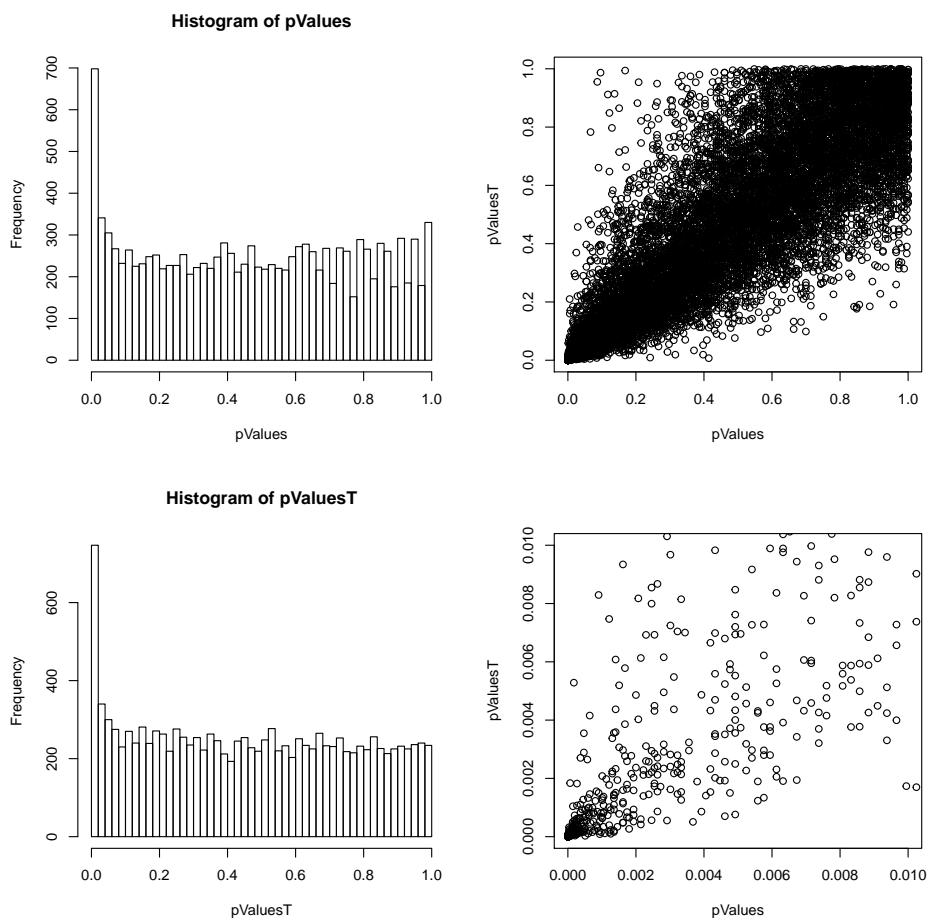 Histogram of pValues
Frequency
0 100 200 300 400 500 600 700
0.0 0.2 0.4 0.6 0.8 1.0
pValues
pValuesT
0.0 0.2 0.4 0.6 0.8 1.0
0.0 0.2 0.4 0.6 0.8 1.0
pValues
Histogram of pValuesT
Frequency
0 200 400 600
0.0 0.2 0.4 0.6 0.8 1.0
pValuesT
pValuesT
0.000 0.002 0.004 0.006 0.008 0.010
0.000 0.002 0.004 0.006 0.008 0.010
pValues